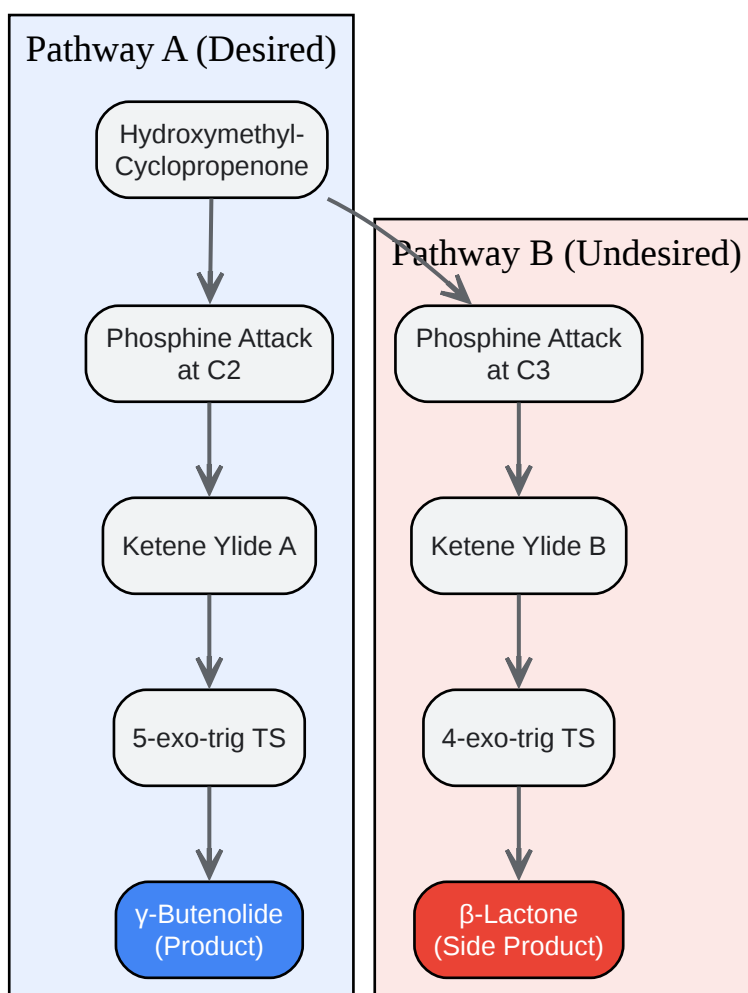 Pathway A (Desired)
Hydroxymethyl-
Cyclopropenone
Phosphine Attack
at C2
Ketene Ylide A
5-exo-trig TS
γ-Butenolide
(Product)
Pathway B (Undesired)
Phosphine Attack
at C3
Ketene Ylide B
4-exo-trig TS
β-Lactone
(Side Product)